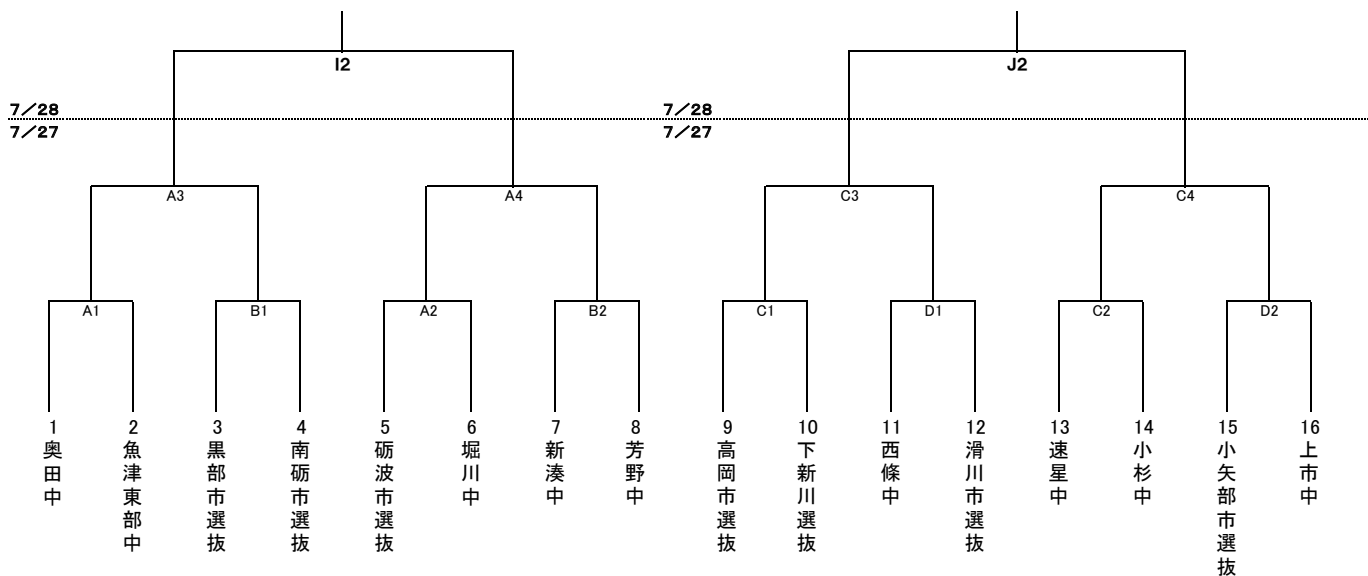 I2
J2
7／28
7／28
7／27
7／27
A3
A4
C3
C4
A1
B1
A2
B2
C1
D1
C2
D2
1
奥田中
2
魚津東部中
3
黒部市選抜
4
南砺市選抜
5
砺波市選抜
6
堀川中
7
新湊中
8
芳野中
9
高岡市選抜
10
下新川選抜
11
西條中
12
滑川市選抜
13
速星中
14
小杉中
15
小矢部市選抜
16
上市中